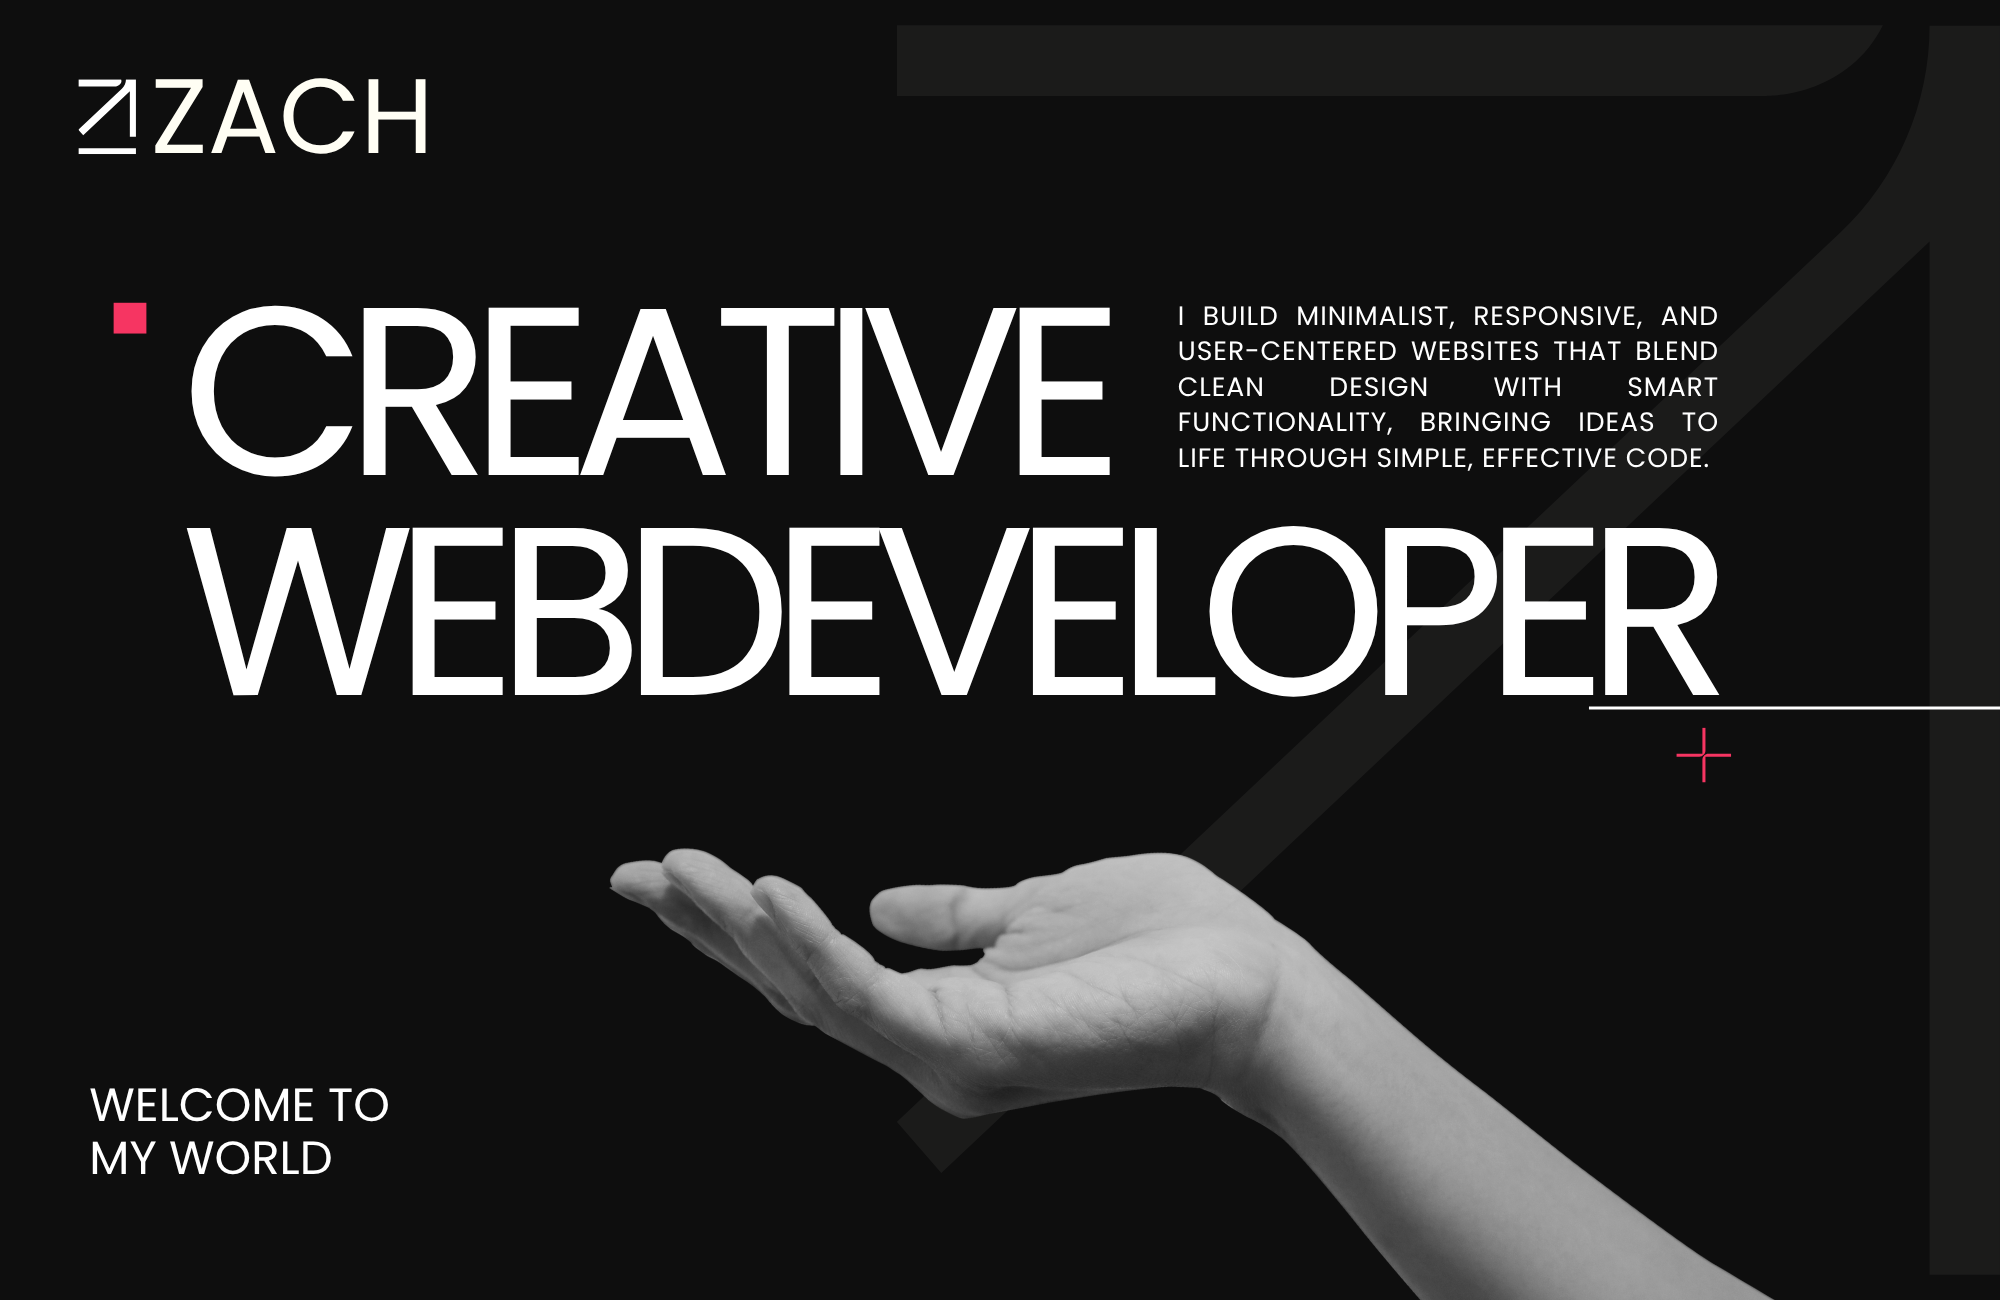 ZACH
CREATIVE
I BUILD MINIMALIST, RESPONSIVE, AND
USER-CENTERED WEBSITES THAT BLEND
CLEAN DESIGN WITH SMART
FUNCTIONALITY, BRINGING IDEAS TO
LIFE THROUGH SIMPLE, EFFECTIVE CODE.
WEBDEVELOPER
WELCOME TO
MY WORLD